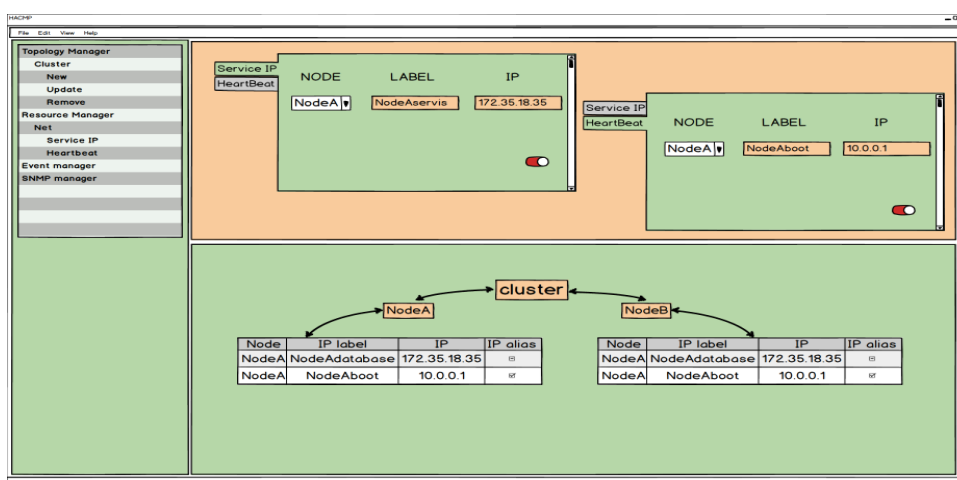 HACMP
File Edit View Help
Topology Manager
Cluster
New
Update
Remove
Resource Manager
Net
Service IP
Heartbeat
Event manager
SNMP manager
Service IP
HeartBeat
NODE LABEL IP
NodeA NodeAservis 172.35.18.35
Service IP
HeartBeat
NODE LABEL IP
NodeA NodeAboot 10.0.0.1
cluster
NodeA
NodeB
Node IP label IP IP alias
NodeA NodeAdatabase 172.35.18.35
NodeA NodeAboot 10.0.0.1
Node IP label IP IP alias
NodeA NodeAdatabase 172.35.18.35
NodeA NodeAboot 10.0.0.1